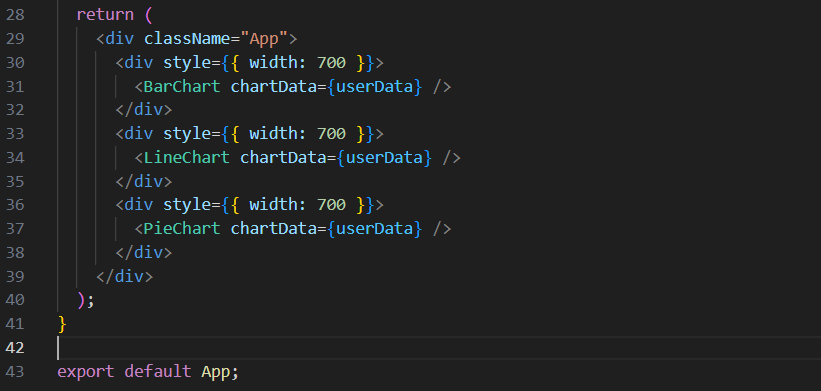 28 return (
29 <div className="App">
30 <div style={{ width: 700 }}>
31 <BarChart chartData={userData} />
32 </div>
33 <div style={{ width: 700 }}>
34 <LineChart chartData={userData} />
35 </div>
36 <div style={{ width: 700 }}>
37 <PieChart chartData={userData} />
38 </div>
39 </div>
40 );
41 }
42
43 export default App;